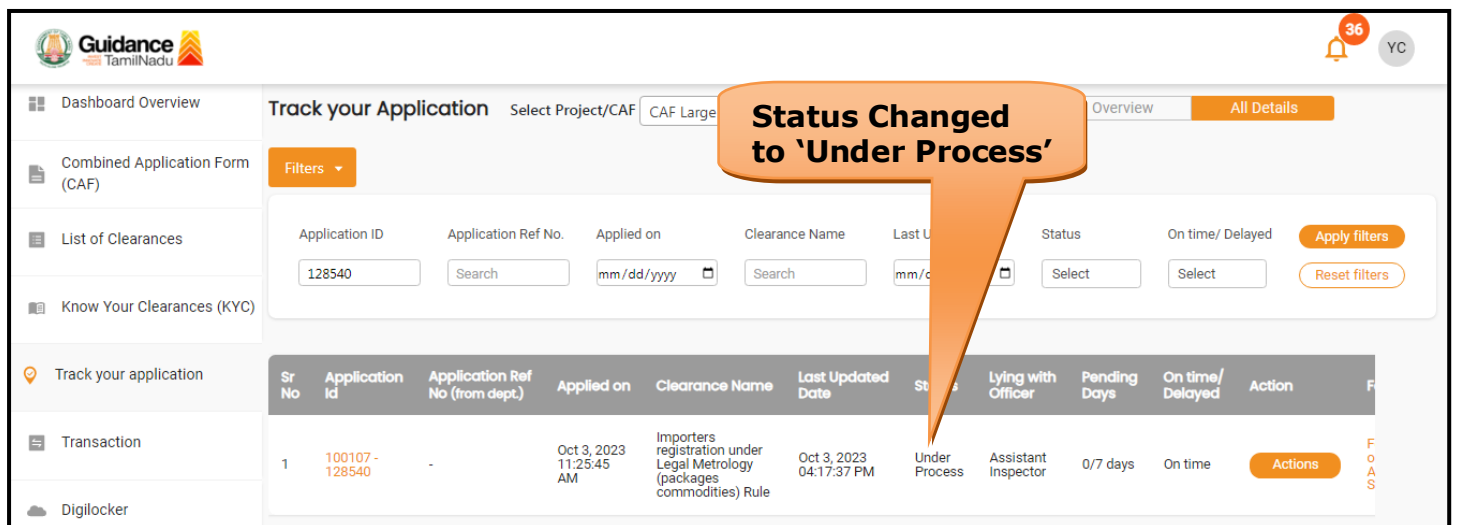 Guidance
TamilNadu
36
YC
Dashboard Overview
Combined Application Form
(CAF)
List of Clearances
Know Your Clearances (KYC)
Track your application
Transaction
Digilocker
Track your Application Select Project/CAF CAF Large
Overview All Details
Status Changed
to ‘Under Process’
Filters
Application ID Application Ref No. Applied on Clearance Name Last U Status On time/ Delayed Apply filters
128540 Search mm/dd/yyyy Search mm/d Select Select Reset filters
Sr
No
Application
Id
Application Ref
No (from dept.)
Applied on
Clearance Name
Last Updated
Date
Lying with
Officer
Pending
Days
On time/
Delayed
Action
F
1
100107 -
128540
-
Oct 3, 2023
11:25:45
AM
Importers
registration under
Legal Metrology
(packages
commodities) Rule
Oct 3, 2023
04:17:37 PM
Under
Process
Assistant
Inspector
0/7 days
On time
Actions
F
o
A
S